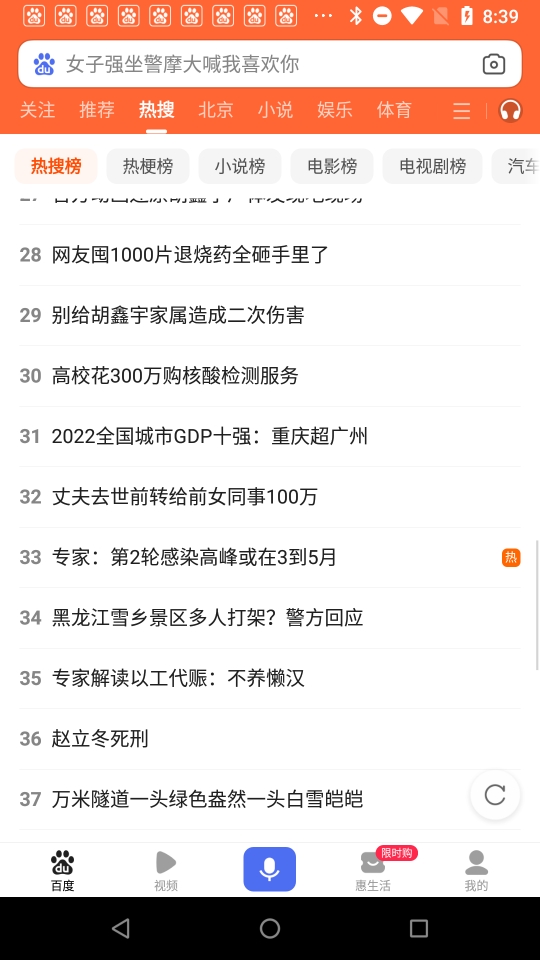 8:39
du 女子强坐警摩大喊我喜欢你
关注 推荐 热搜 北京 小说 娱乐 体育
热搜榜 热梗榜 小说榜 电影榜 电视剧榜 汽车
28 网友囤1000片退烧药全砸手里了
29 别给胡鑫宇家属造成二次伤害
30 高校花300万购核酸检测服务
31 2022全国城市GDP十强：重庆超广州
32 丈夫去世前转给前女同事100万
33 专家：第2轮感染高峰或在3到5月 热
34 黑龙江雪乡景区多人打架？警方回应
35 专家解读以工代赈：不养懒汉
36 赵立冬死刑
37 万米隧道一头绿色盎然一头白雪皑皑
限时购
百度 视频 惠生活 我的